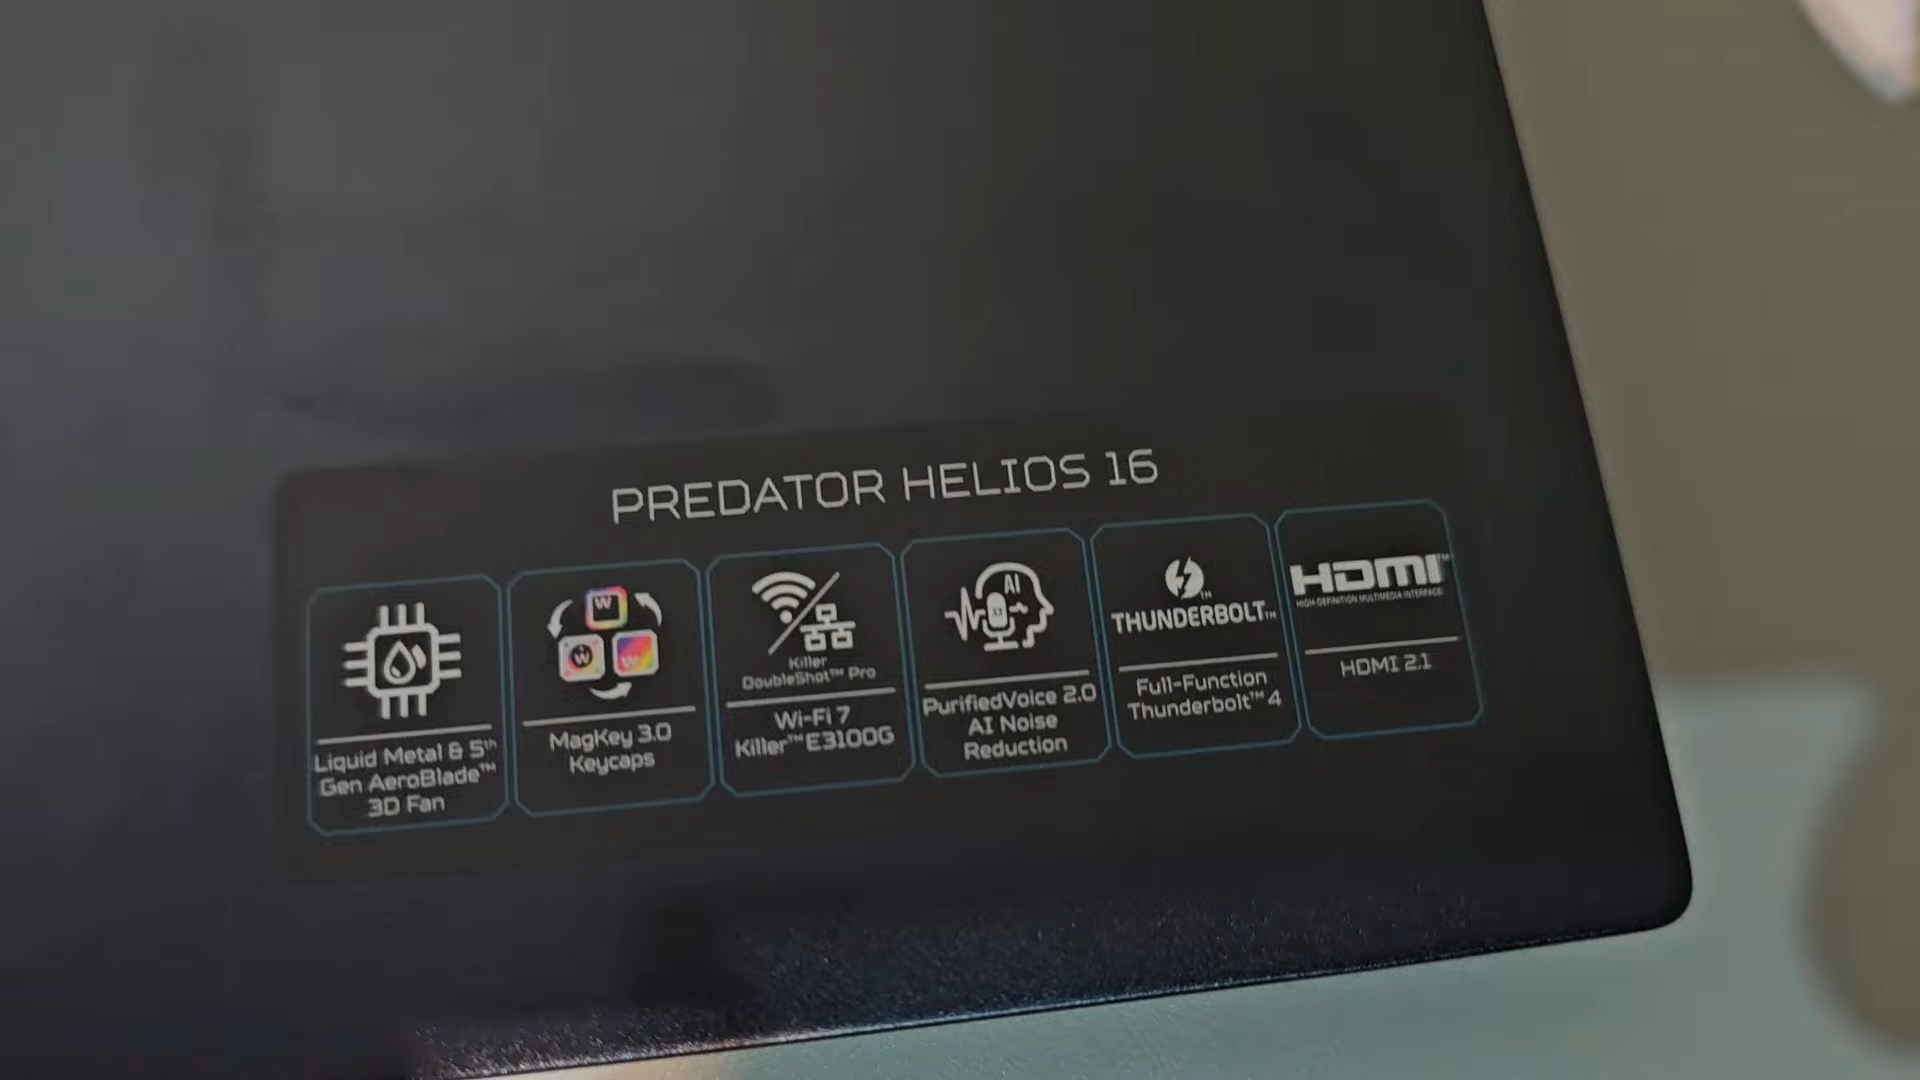 PREDATOR HELIOS 16
Liquid Metal & 5th
Gen AeroBlade™
3D Fan
W
W
W
MagKey 3.0
Keycaps
Killer
DoubleShot™ Pro
Wi-Fi 7
Killer™ E3100G
AI
PurifiedVoice 2.0
AI Noise
Reduction
THUNDERBOLT™
Full-Function
Thunderbolt™ 4
HDMI™
HIGH-DEFINITION MULTIMEDIA INTERFACE
HDMI 2.1